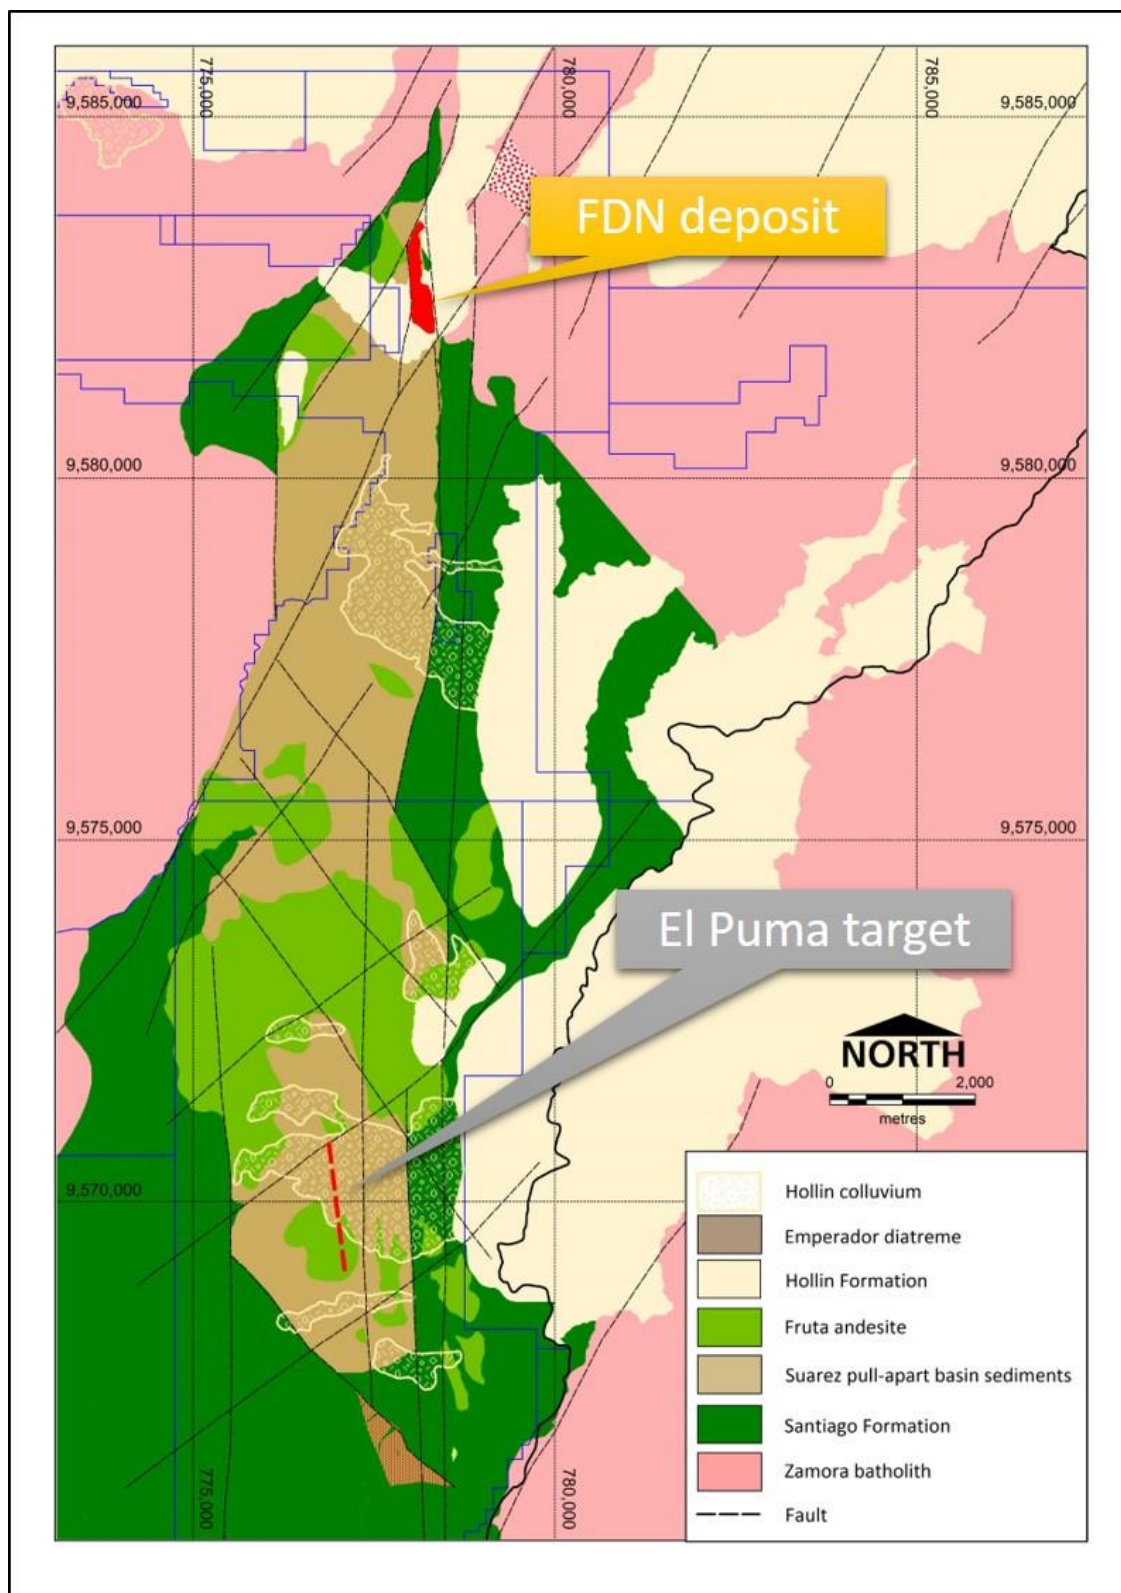 775,000
780,000
785,000
9,585,000
9,585,000
FDN deposit
9,580,000
9,580,000
9,575,000
9,575,000
El Puma target
NORTH
0 2,000
metres
9,570,000
Hollin colluvium
Emperador diatreme
Hollin Formation
Fruta andesite
Suarez pull-apart basin sediments
Santiago Formation
Zamora batholith
Fault
775,000
780,000